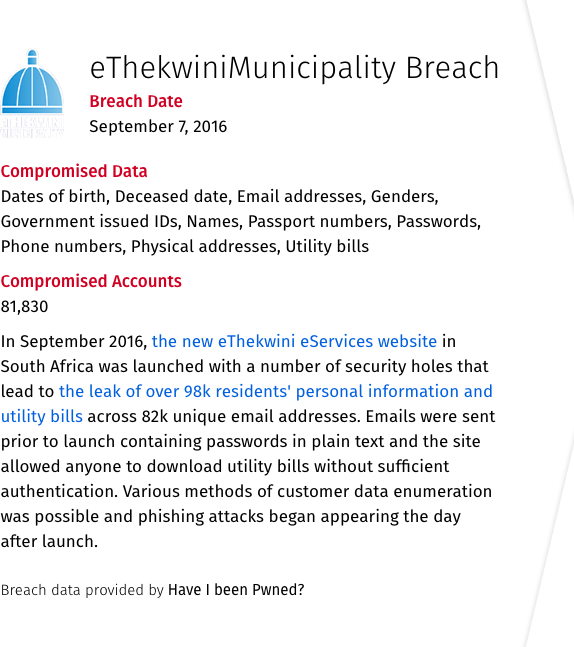 eThekwiniMunicipality Breach
Breach Date
September 7, 2016
Compromised Data
Dates of birth, Deceased date, Email addresses, Genders,
Government issued IDs, Names, Passport numbers, Passwords,
Phone numbers, Physical addresses, Utility bills
Compromised Accounts
81,830
In September 2016, the new eThekwini eServices website in
South Africa was launched with a number of security holes that
lead to the leak of over 98k residents' personal information and
utility bills across 82k unique email addresses. Emails were sent
prior to launch containing passwords in plain text and the site
allowed anyone to download utility bills without sufficient
authentication. Various methods of customer data enumeration
was possible and phishing attacks began appearing the day
after launch.
Breach data provided by Have I been Pwned?